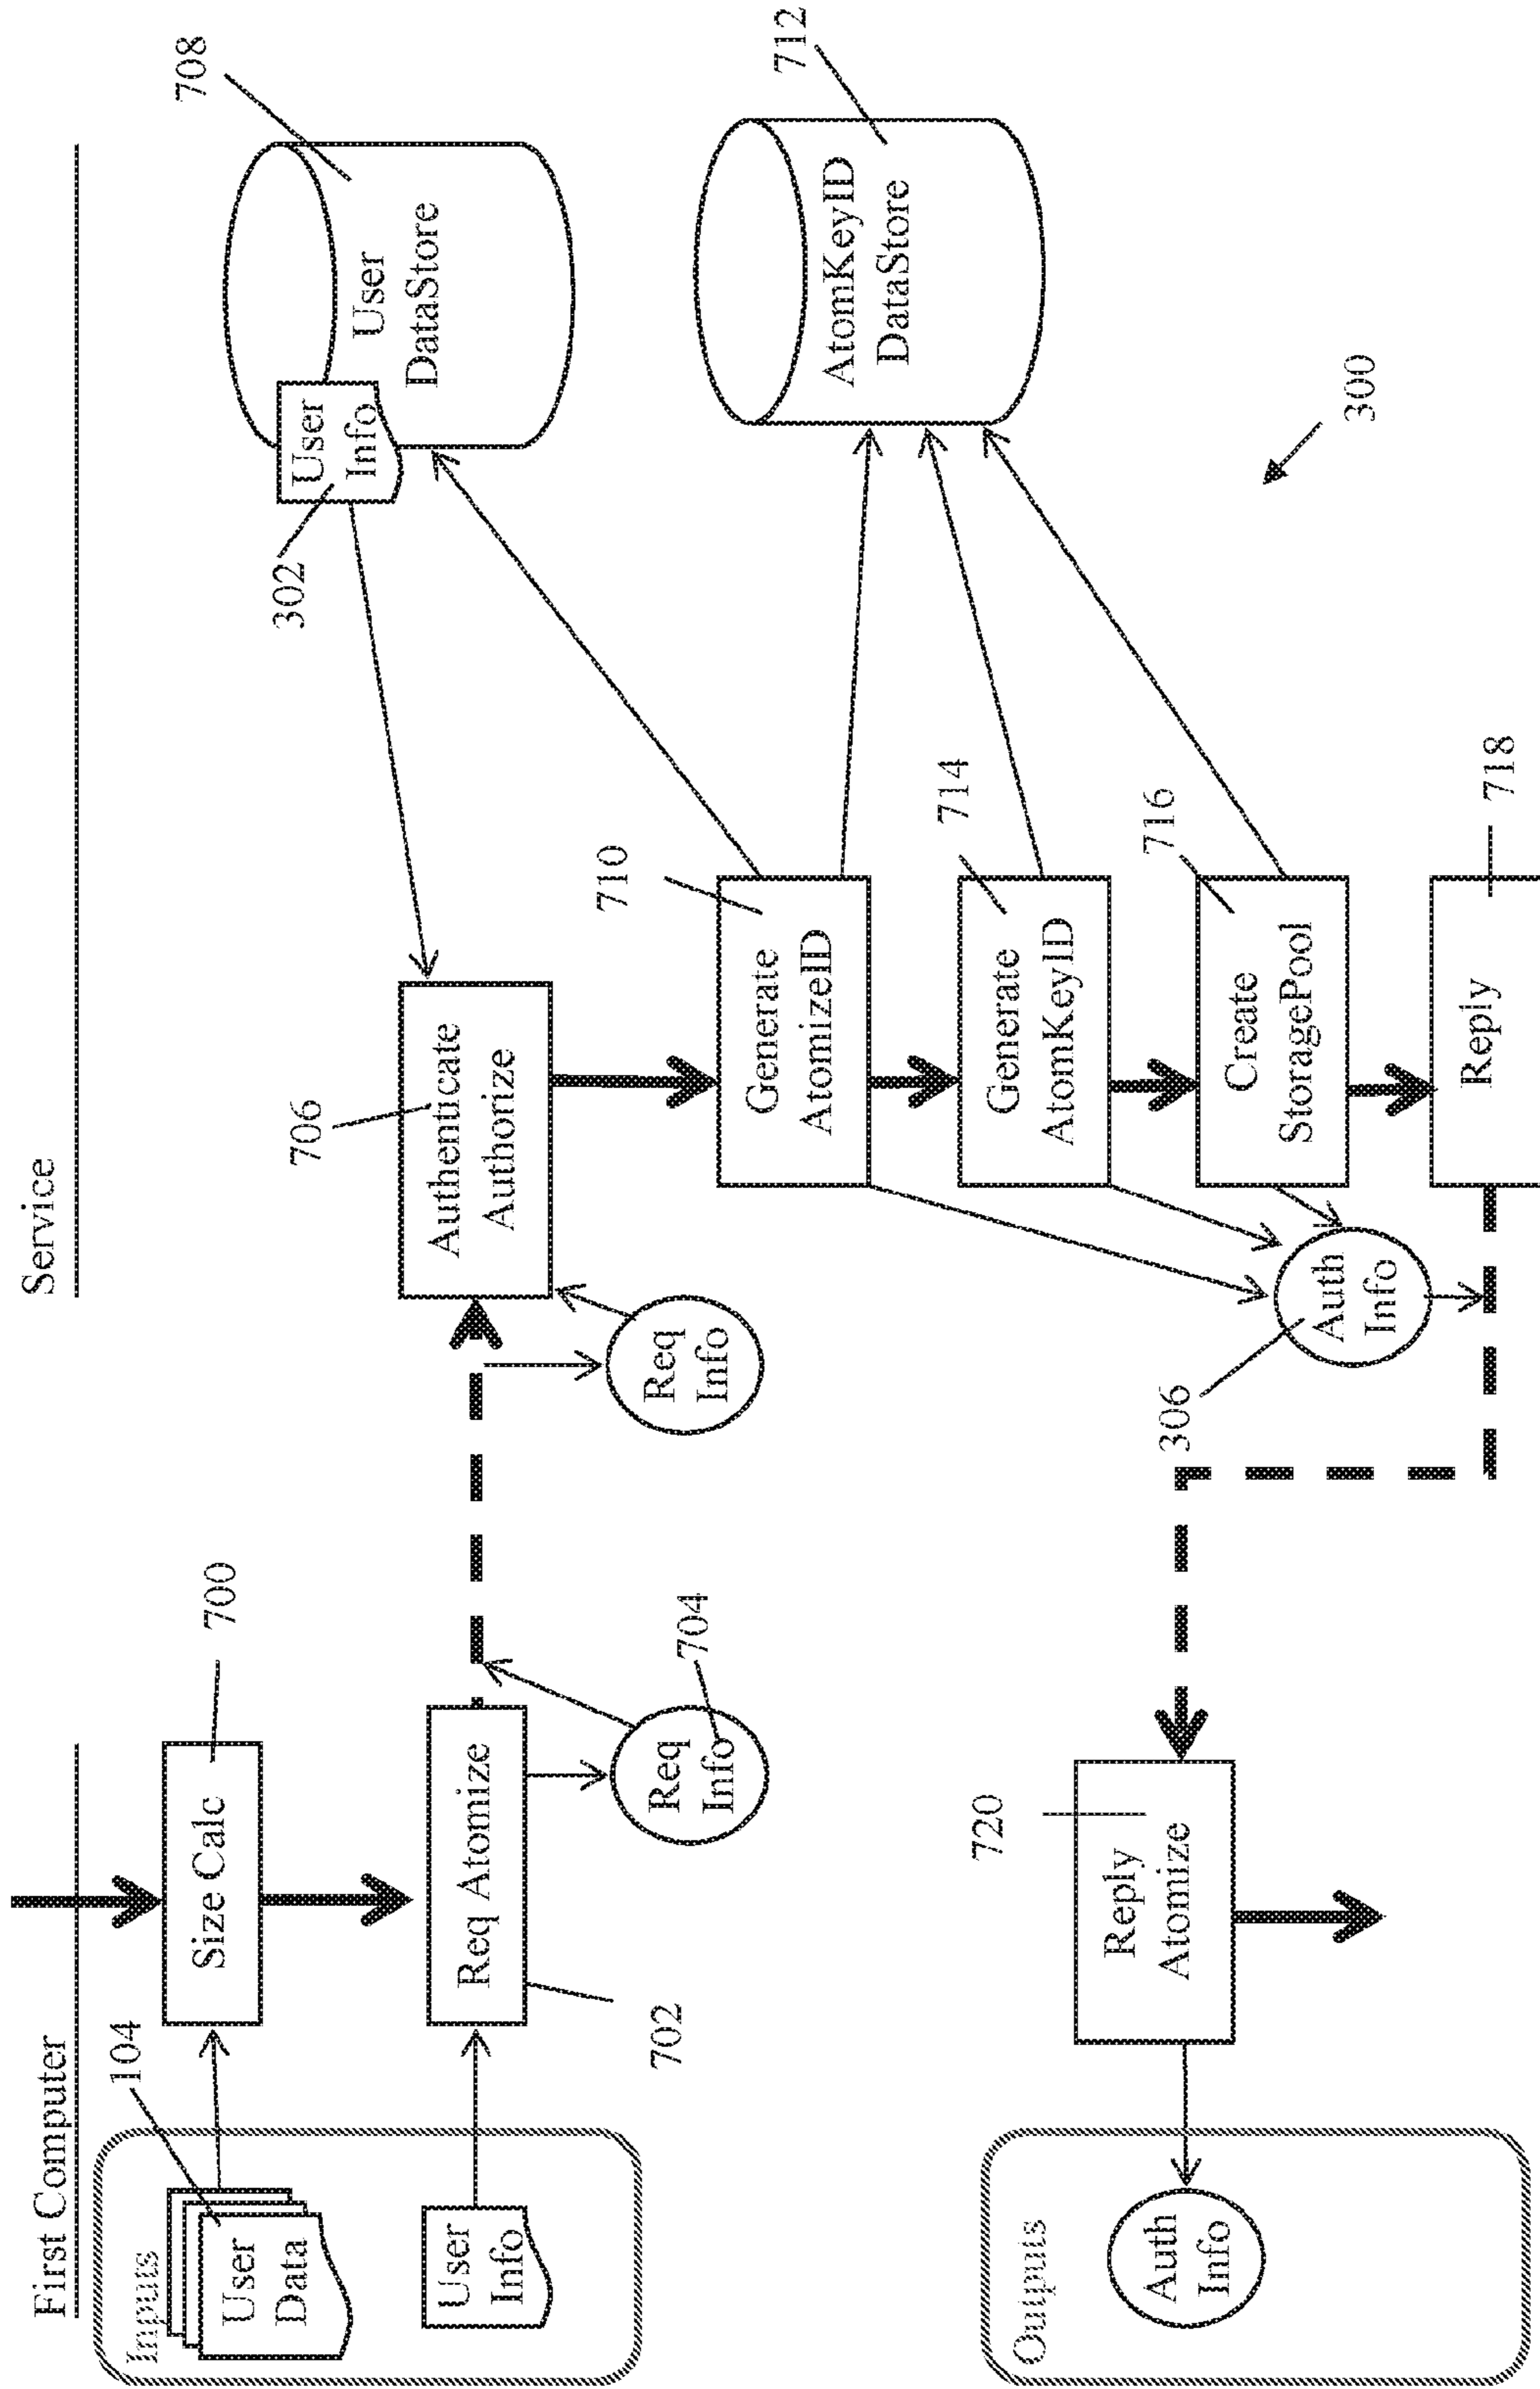 First Computer
Service
Inputs
User
Data
104
Size Calc
700
User
Info
Req Atomize
702
Req
Info
704
Req
Info
706
Authenticate
Authorize
302
User
Info
708
User
DataStore
710
Generate
AtomizeID
AtomKeyID
DataStore
712
714
Generate
AtomKeyID
716
Create
StoragePool
300
306
Auth
Info
Reply
718
720
Reply
Atomize
Outputs
Auth
Info